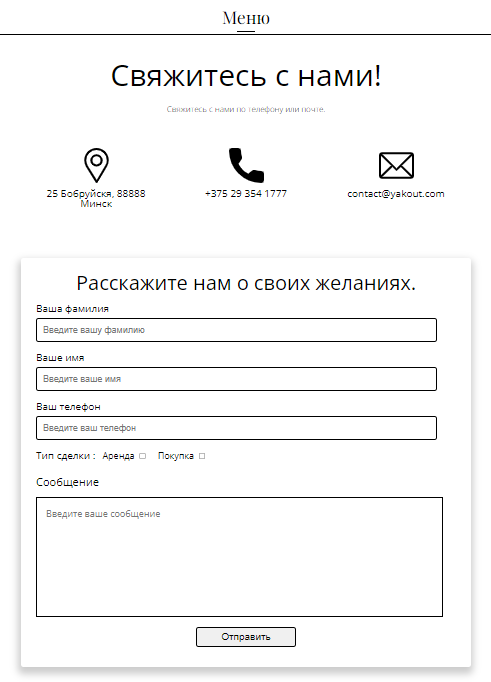 Меню
Свяжитесь с нами!
Свяжитесь с нами по телефону или почте.
25 Бобруйскя, 88888
Минск
+375 29 354 1777
contact@yakout.com
Расскажите нам о своих желаниях.
Ваша фамилия
Введите вашу фамилию
Ваше имя
Введите ваше имя
Ваш телефон
Введите ваш телефон
Тип сделки : Аренда Покупка
Сообщение
Введите ваше сообщение
Отправить